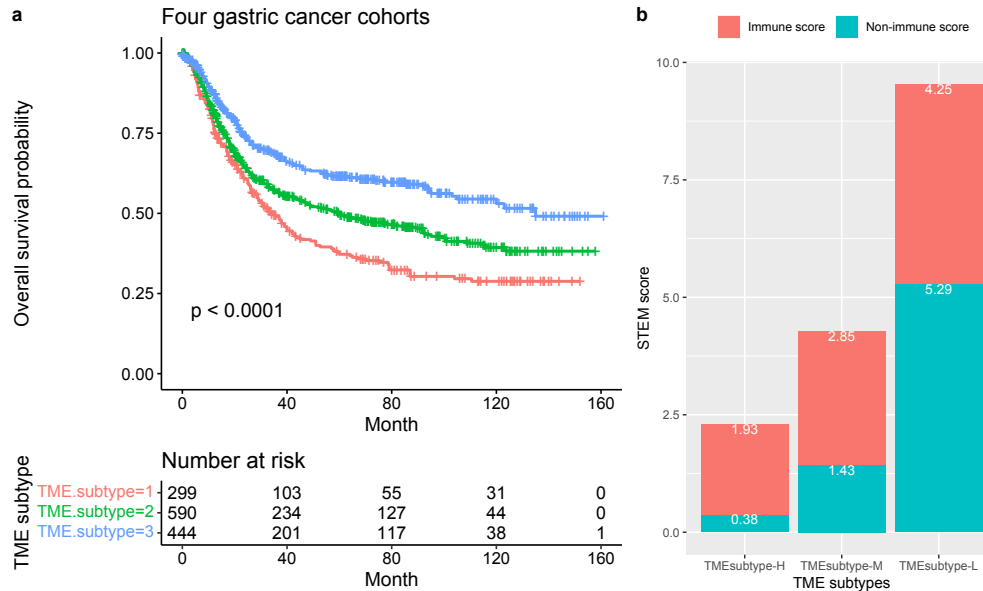 a
Four gastric cancer cohorts
Overall survival probability
1.00
0.75
0.50
0.25
0.00
p < 0.0001
0 40 80 120 160
Month
Number at risk
TME subtype
TME.subtype=1 299 103 55 31 0
TME.subtype=2 590 234 127 44 0
TME.subtype=3 444 201 117 38 1
0 40 80 120 160
Month
b
Immune score Non-immune score
STEM score
10.0
7.5
5.0
2.5
0.0
4.25
5.29
2.85
1.43
1.93
0.38
TMEsubtype-H TMEsubtype-M TMEsubtype-L
TME subtypes